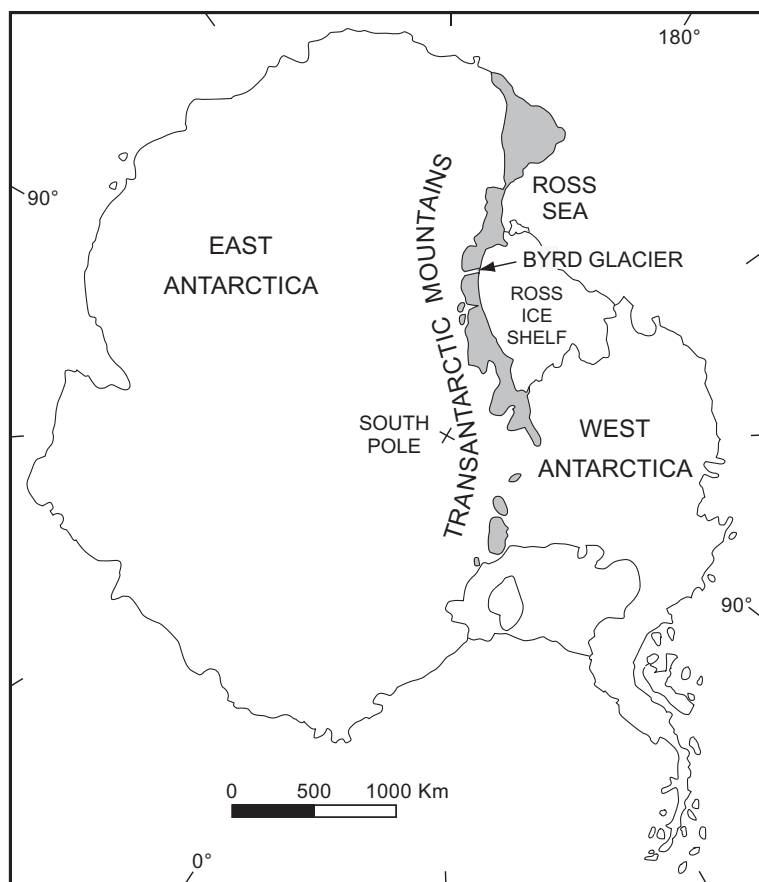 180°
90°
ROSS
SEA
EAST
ANTARCTICA
TRANSANTARCTIC MOUNTAINS
BYRD GLACIER
ROSS
ICE
SHELF
SOUTH
POLE
WEST
ANTARCTICA
90°
0 500 1000 Km
0°